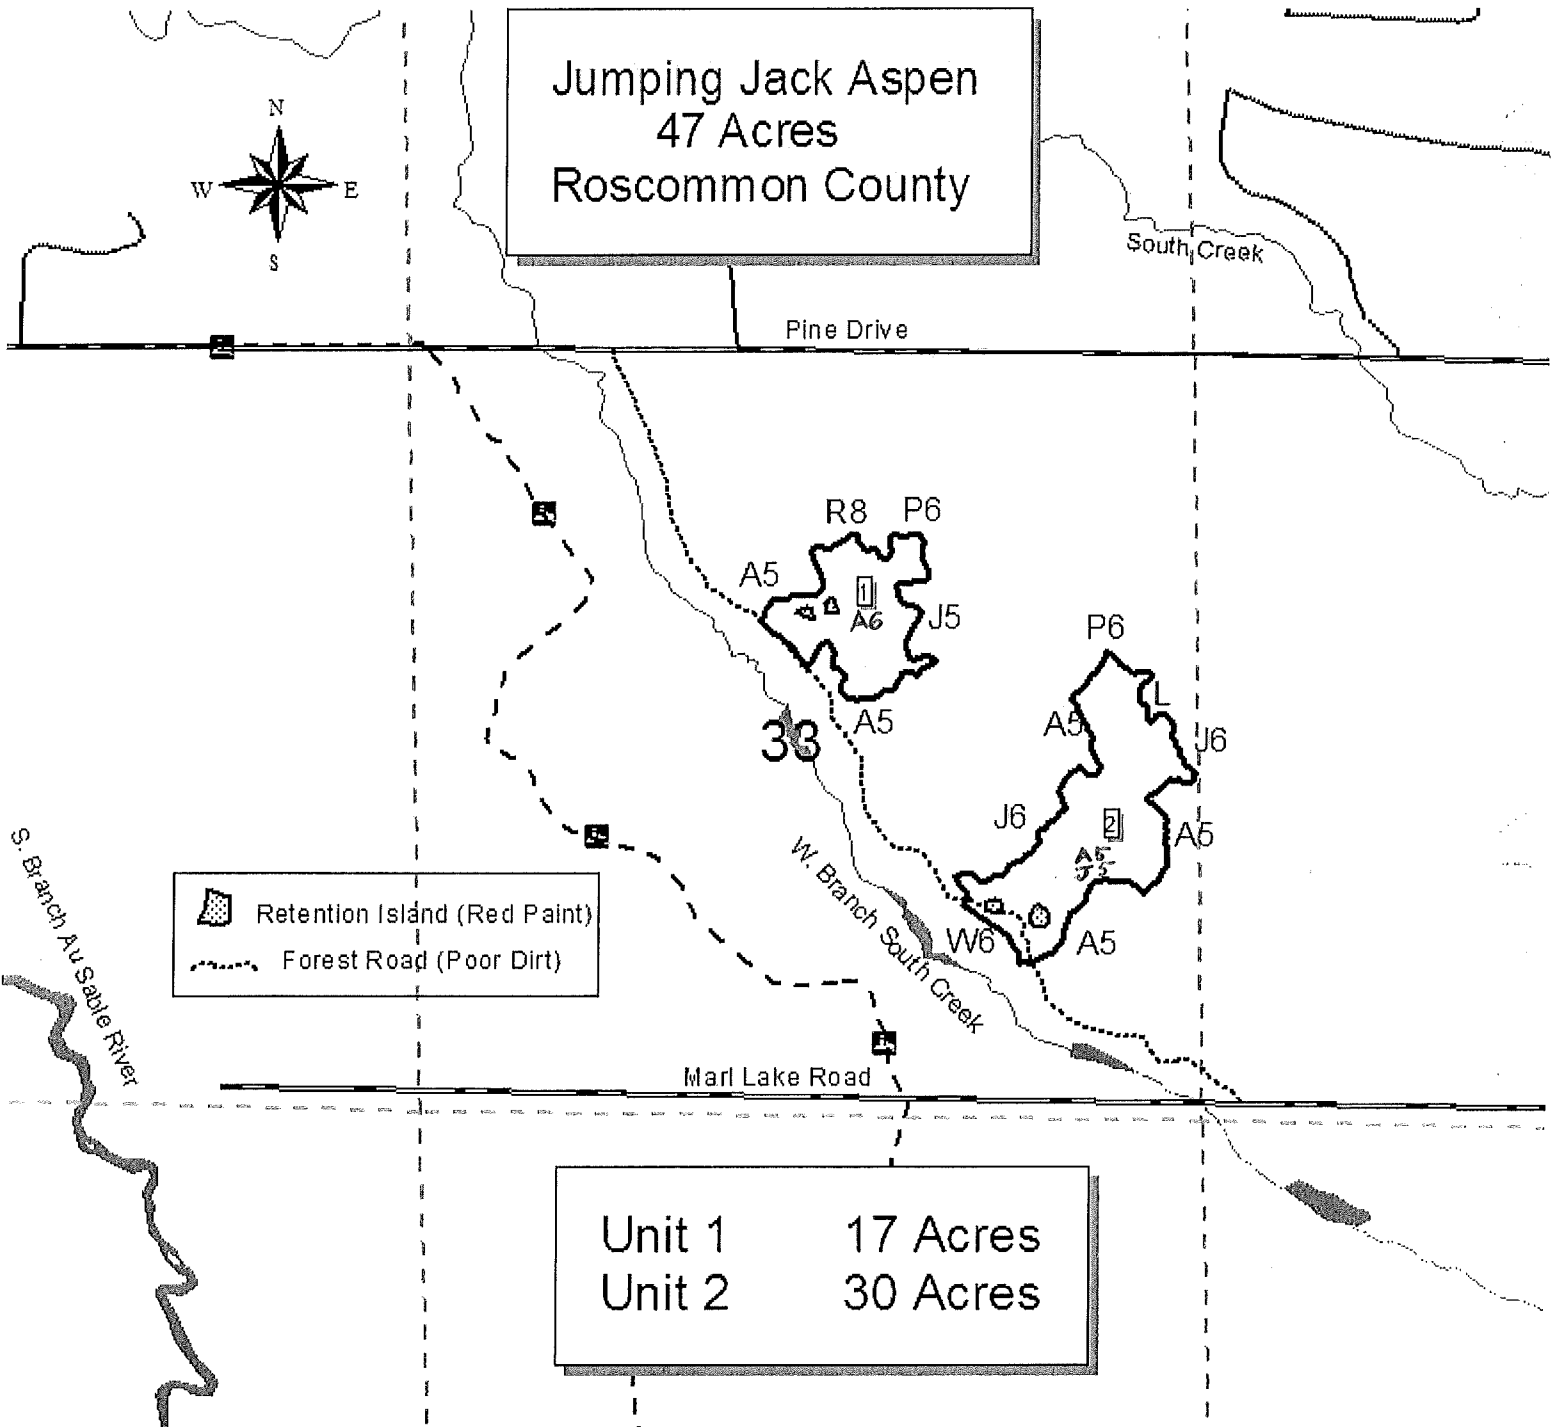 Jumping Jack Aspen
47 Acres
Roscommon County
N
W
E
S
South Creek
Pine Drive
R8
P6
A5
1
A6
J5
A5
P6
L
A5
J6
33
J6
2
A5
A5
J5
W6
A5
W. Branch South Creek
S. Branch Au Sable River
Retention Island (Red Paint)
Forest Road (Poor Dirt)
Marl Lake Road
Unit 1 17 Acres
Unit 2 30 Acres